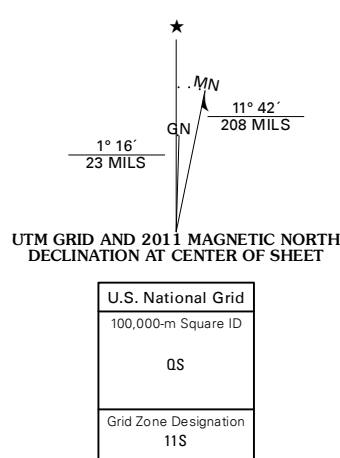 ★
MN
GN
11° 42´
208 MILS
1° 16´
23 MILS
UTM GRID AND 2011 MAGNETIC NORTH
DECLINATION AT CENTER OF SHEET
U.S. National Grid
100,000-m Square ID
QS
Grid Zone Designation
11S